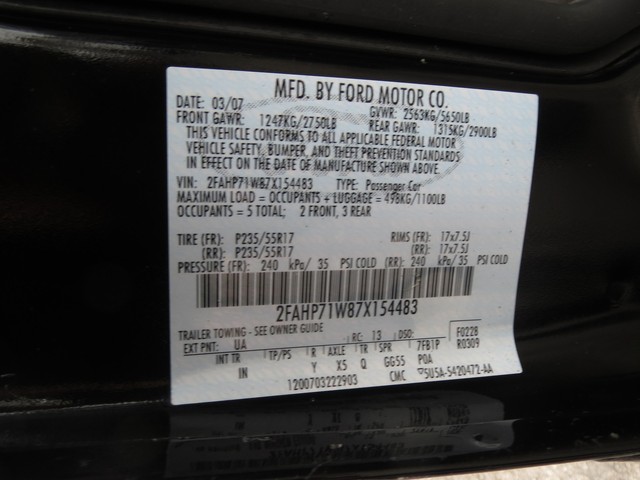 MFD. BY FORD MOTOR CO.
DATE: 03/07 GVWR: 2563KG/5650LB
FRONT GAWR: 1247KG/2750LB REAR GAWR: 1315KG/2900LB
THIS VEHICLE CONFORMS TO ALL APPLICABLE FEDERAL MOTOR
VEHICLE SAFETY, BUMPER, AND THEFT PREVENTION STANDARDS
IN EFFECT ON THE DATE OF MANUFACTURE SHOWN ABOVE.
VIN: 2FAHP71W87X154483 TYPE: Passenger Car
MAXIMUM LOAD = OCCUPANTS + LUGGAGE = 498KG/1100LB
OCCUPANTS = 5 TOTAL; 2 FRONT, 3 REAR
TIRE (FR): P235/55R17 RIMS (FR): 17x7.5J
(RR): P235/55R17 (RR): 17x7.5J
PRESSURE (FR): 240 kPa/ 35 PSI COLD (RR): 240 kPa/ 35 PSI COLD
2FAHP71W87X154483
TRAILER TOWING - SEE OWNER GUIDE F0228
EXT PNT: UA RC: 13 DSO: R0309
INT TR TP/PS R AXLE TR SPR 7FB1P
IN Y X5 Q GG55 POA
1200703222903 CMC 5U5A-5420472-AA